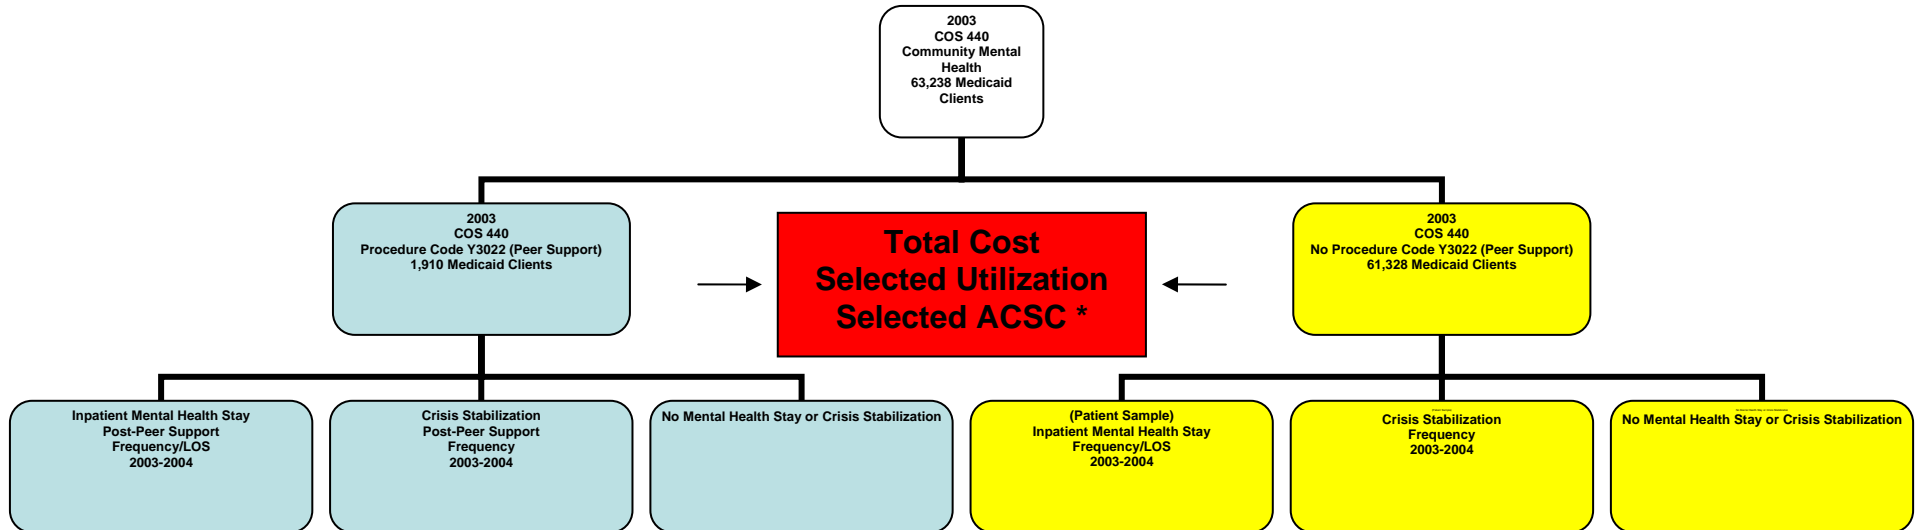 2003
COS 440
Community Mental
Health
63,238 Medicaid
Clients
2003
COS 440
Procedure Code Y3022 (Peer Support)
1,910 Medicaid Clients
Total Cost
Selected Utilization
Selected ACSC *
2003
COS 440
No Procedure Code Y3022 (Peer Support)
61,328 Medicaid Clients
Inpatient Mental Health Stay
Post-Peer Support
Frequency/LOS
2003-2004
Crisis Stabilization
Post-Peer Support
Frequency
2003-2004
No Mental Health Stay or Crisis Stabilization
(Patient Sample)
Inpatient Mental Health Stay
Frequency/LOS
2003-2004
Crisis Stabilization
Frequency
2003-2004
No Mental Health Stay or Crisis Stabilization